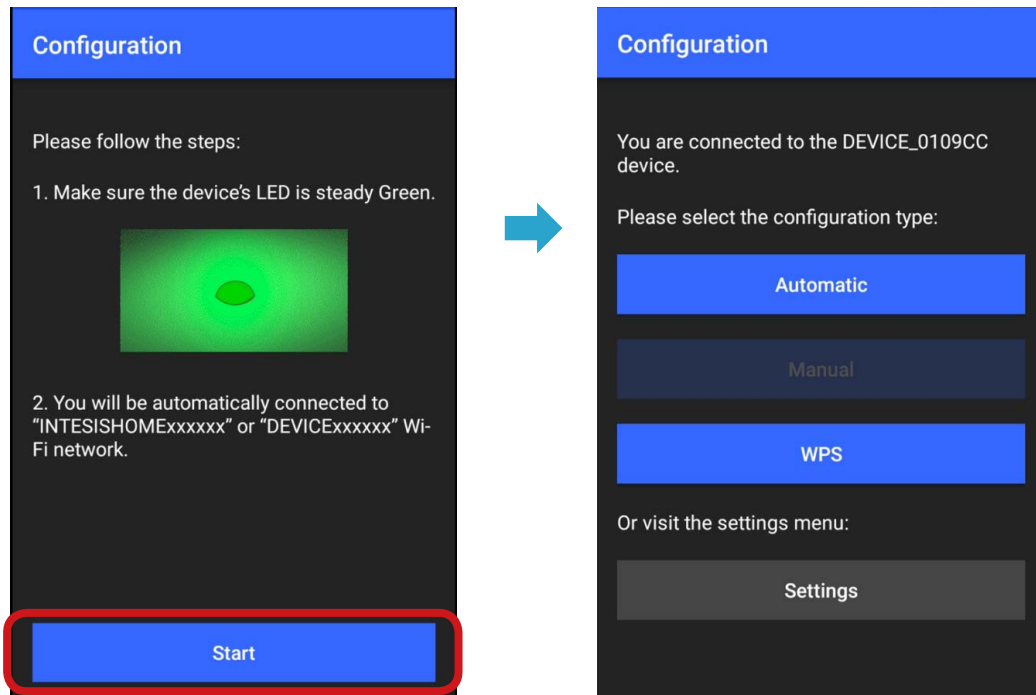 Configuration
Please follow the steps:
1. Make sure the device's LED is steady Green.
2. You will be automatically connected to
“INTESISHOMExxxxxx” or “DEVICExxxxxx” Wi-
Fi network.
Start
Configuration
You are connected to the DEVICE_0109CC
device.
Please select the configuration type:
Automatic
Manual
WPS
Or visit the settings menu:
Settings